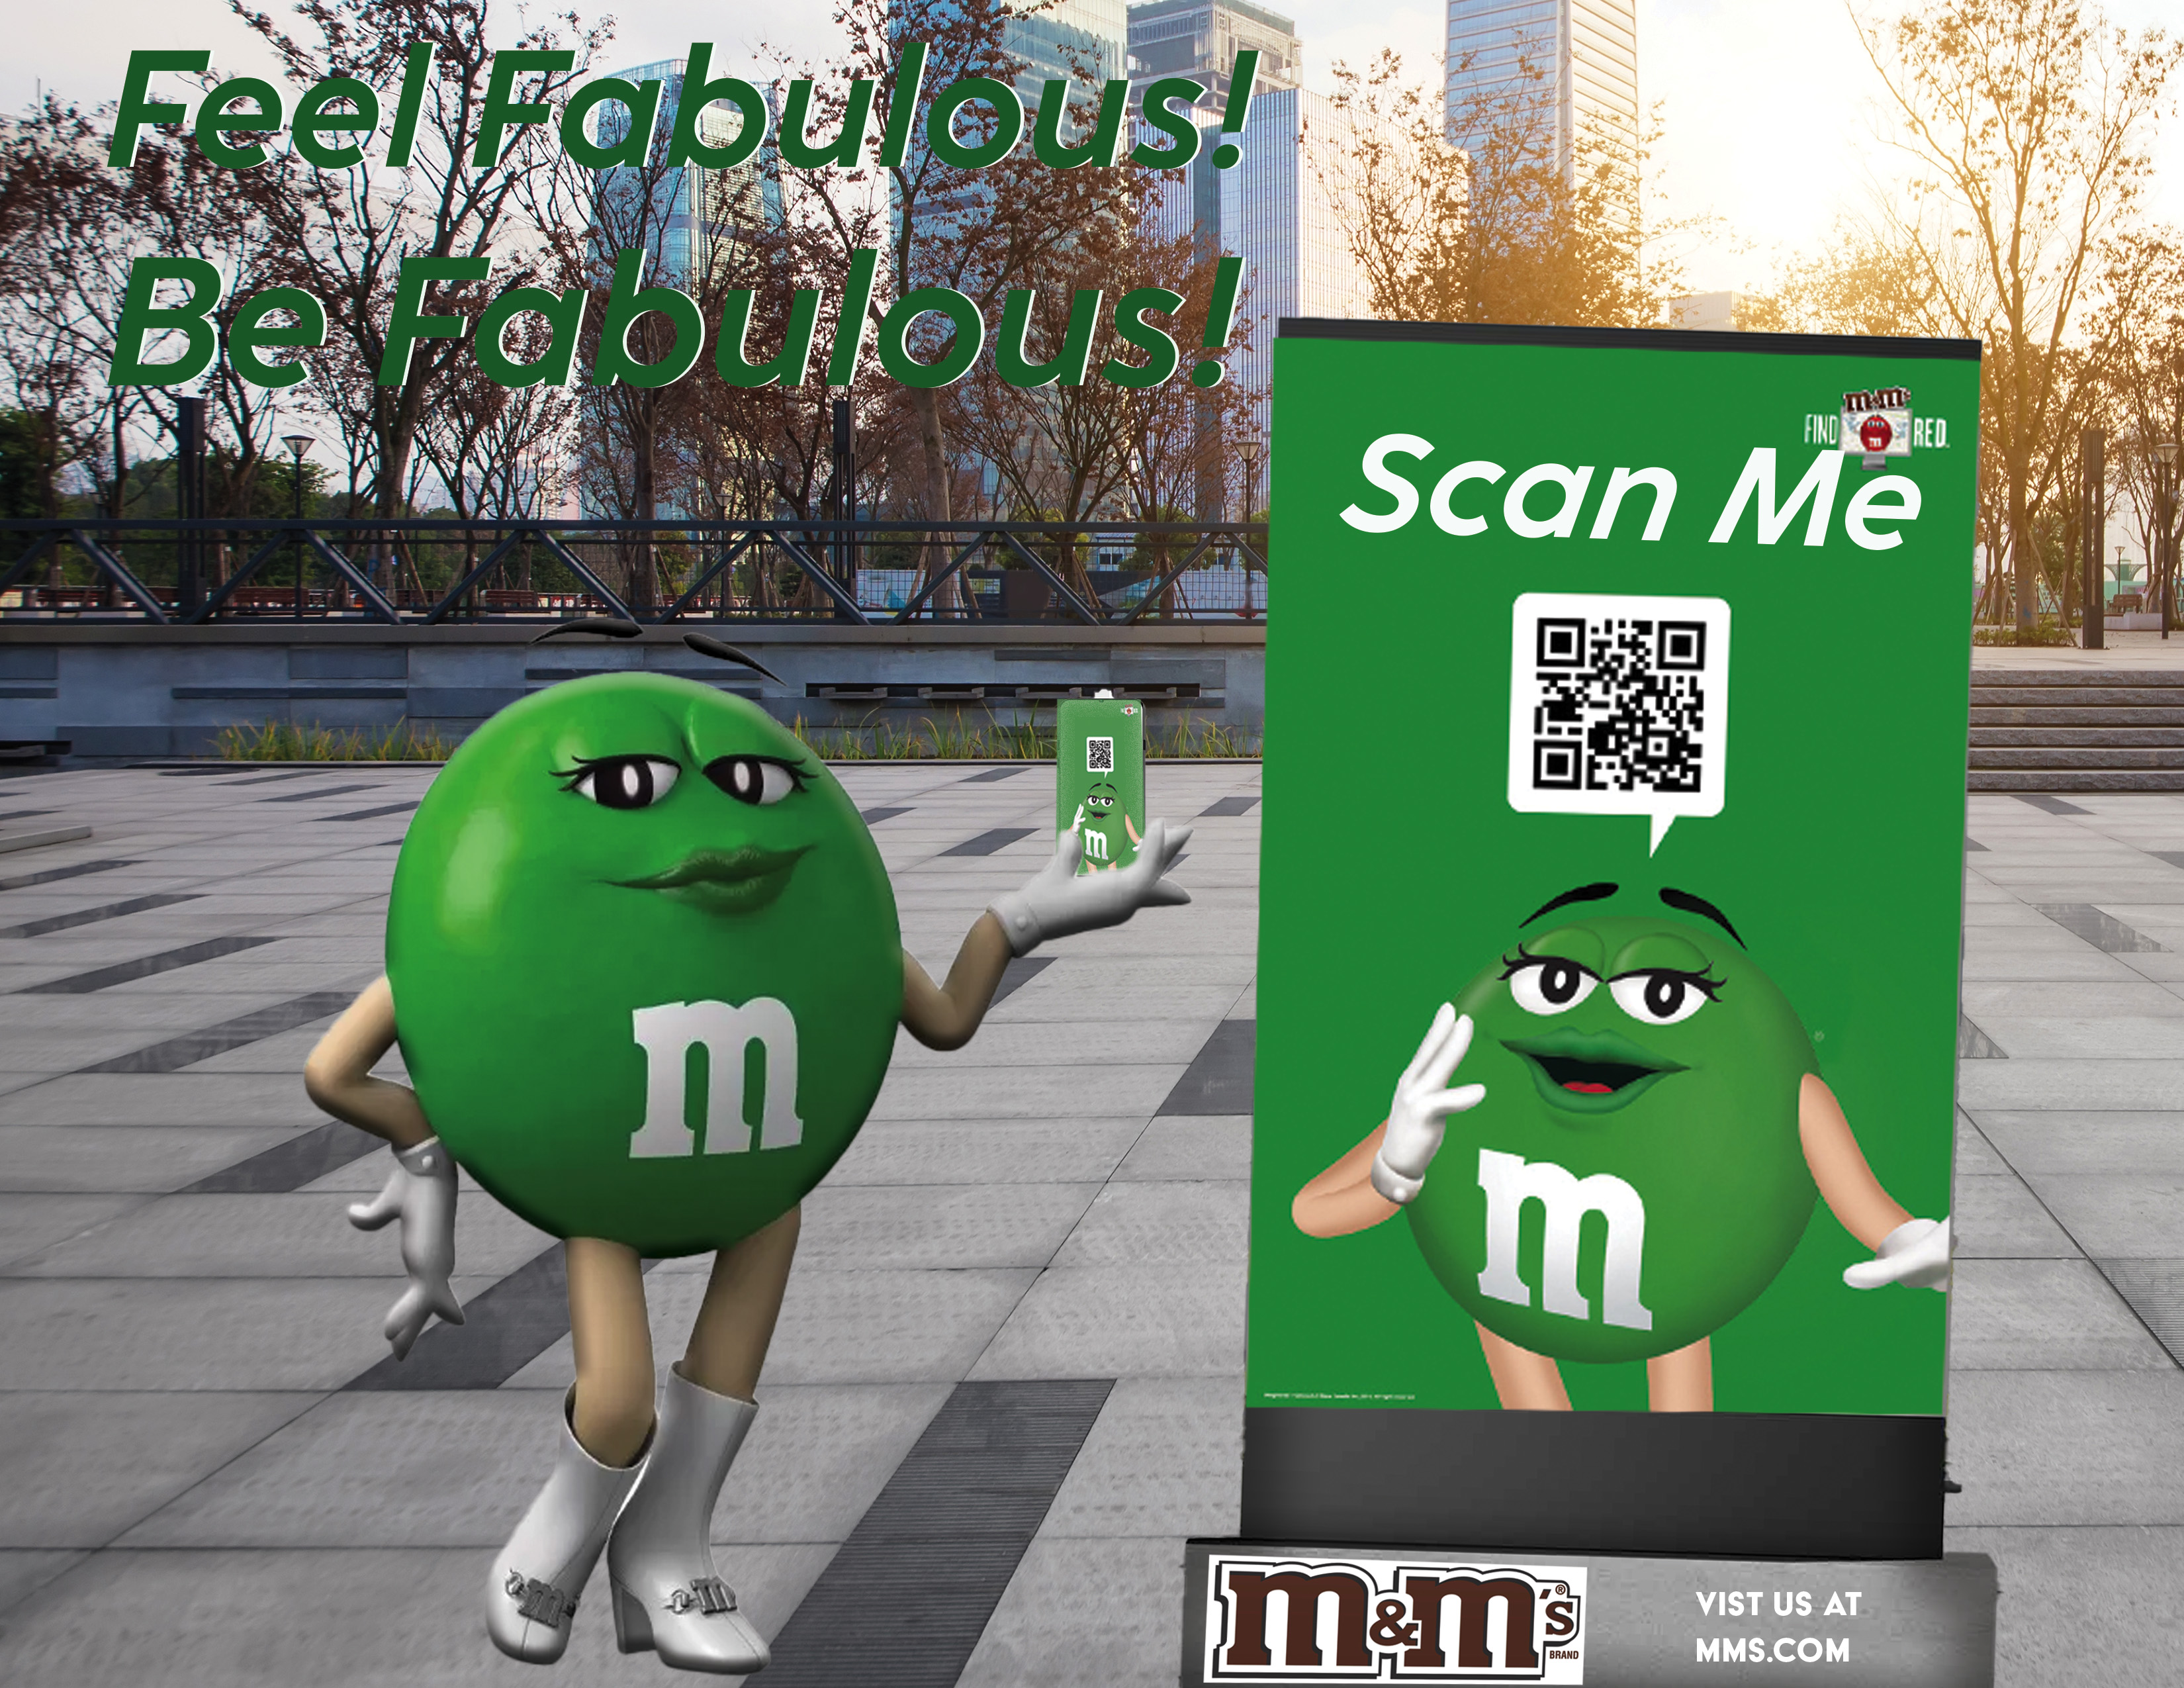 Feel Fabulous!
Be Fabulous!
m&m's
FIND RED.
Scan Me
m
m
m
m&m's®
BRAND
VIST US AT
MMS.COM